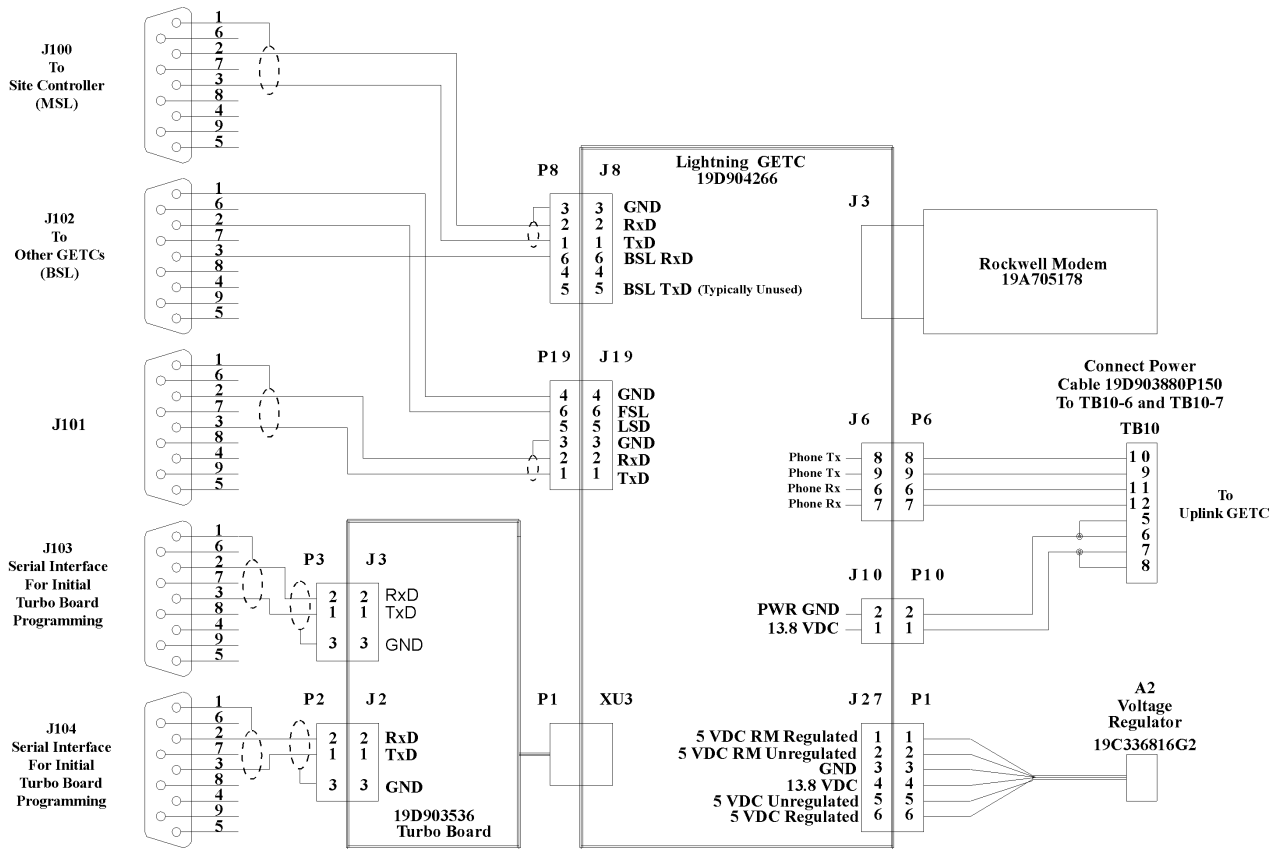 J100
To
Site Controller
(MSL)
1
6
2
7
3
8
4
9
5
J102
To
Other GETCs
(BSL)
1
6
2
7
3
8
4
9
5
J101
1
6
2
7
3
8
4
9
5
J103
Serial Interface
For Initial
Turbo Board
Programming
1
6
2
7
3
8
4
9
5
J104
Serial Interface
For Initial
Turbo Board
Programming
1
6
2
7
3
8
4
9
5
P3 J3
2 2 RxD
1 1 TxD
3 3 GND
P2 J2
2 2 RxD
1 1 TxD
3 3 GND
19D903536
Turbo Board
Lightning GETC
19D904266
P8 J8
3 3 GND
2 2 RxD
1 1 TxD
6 6 BSL RxD
4 4
5 5 BSL TxD (Typically Unused)
P19 J19
4 4 GND
6 6 FSL
5 5 LSD
3 3 GND
2 2 RxD
1 1 TxD
P1 XU3
J3
Rockwell Modem
19A705178
Connect Power
Cable 19D903880P150
To TB10-6 and TB10-7
TB10
10
9
11
12
5
6
7
8
To
Uplink GETC
J6 P6
Phone Tx 8 8
Phone Tx 9 9
Phone Rx 6 6
Phone Rx 7 7
J10 P10
PWR GND 2 2
13.8 VDC 1 1
J27 P1
5 VDC RM Regulated 1 1
5 VDC RM Unregulated 2 2
GND 3 3
13.8 VDC 4 4
5 VDC Unregulated 5 5
5 VDC Regulated 6 6
A2
Voltage
Regulator
19C336816G2